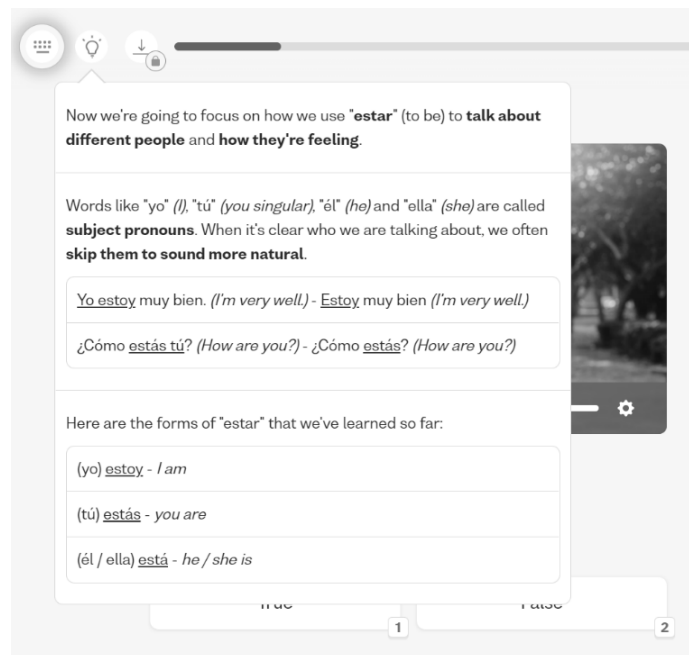 Now we're going to focus on how we use "estar" (to be) to talk about
different people and how they're feeling.
Words like "yo" (I), "tú" (you singular), "él" (he) and "ella" (she) are called
subject pronouns. When it's clear who we are talking about, we often
skip them to sound more natural.
Yo estoy muy bien. (I'm very well.) - Estoy muy bien (I'm very well.)
¿Cómo estás tú? (How are you?) - ¿Cómo estás? (How are you?)
Here are the forms of "estar" that we've learned so far:
(yo) estoy - I am
(tú) estás - you are
(él / ella) está - he / she is
True
False
1
2